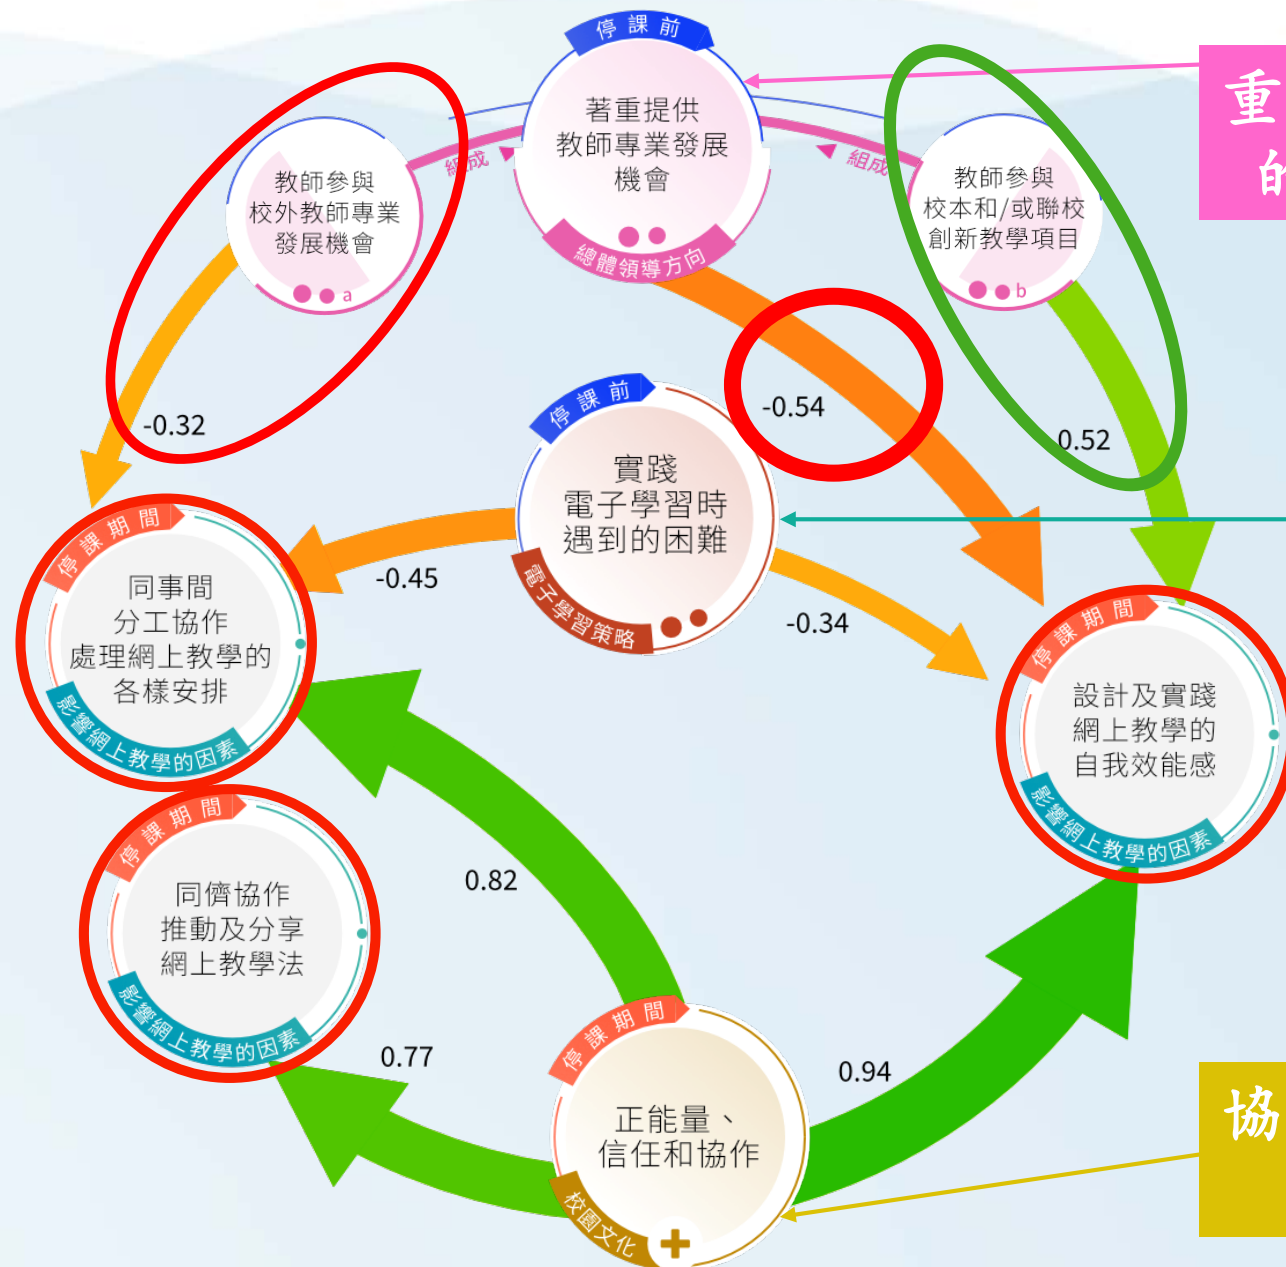 停課前
著重提供
教師專業發展
機會
總體領導方向
組成
組成
教師參與
校外教師專業
發展機會
a
教師參與
校本和/或聯校
創新教學項目
b
重
的
-0.32
-0.54
0.52
停課前
實踐
電子學習時
遇到的困難
電子學習策略
-0.45
-0.34
停課期間
同事間
分工協作
處理網上教學的
各樣安排
影響網上教學的因素
停課期間
設計及實踐
網上教學的
自我效能感
影響網上教學的因素
停課期間
同儕協作
推動及分享
網上教學法
影響網上教學的因素
0.82
0.77
0.94
停課期間
正能量、
信任和協作
校園文化
協